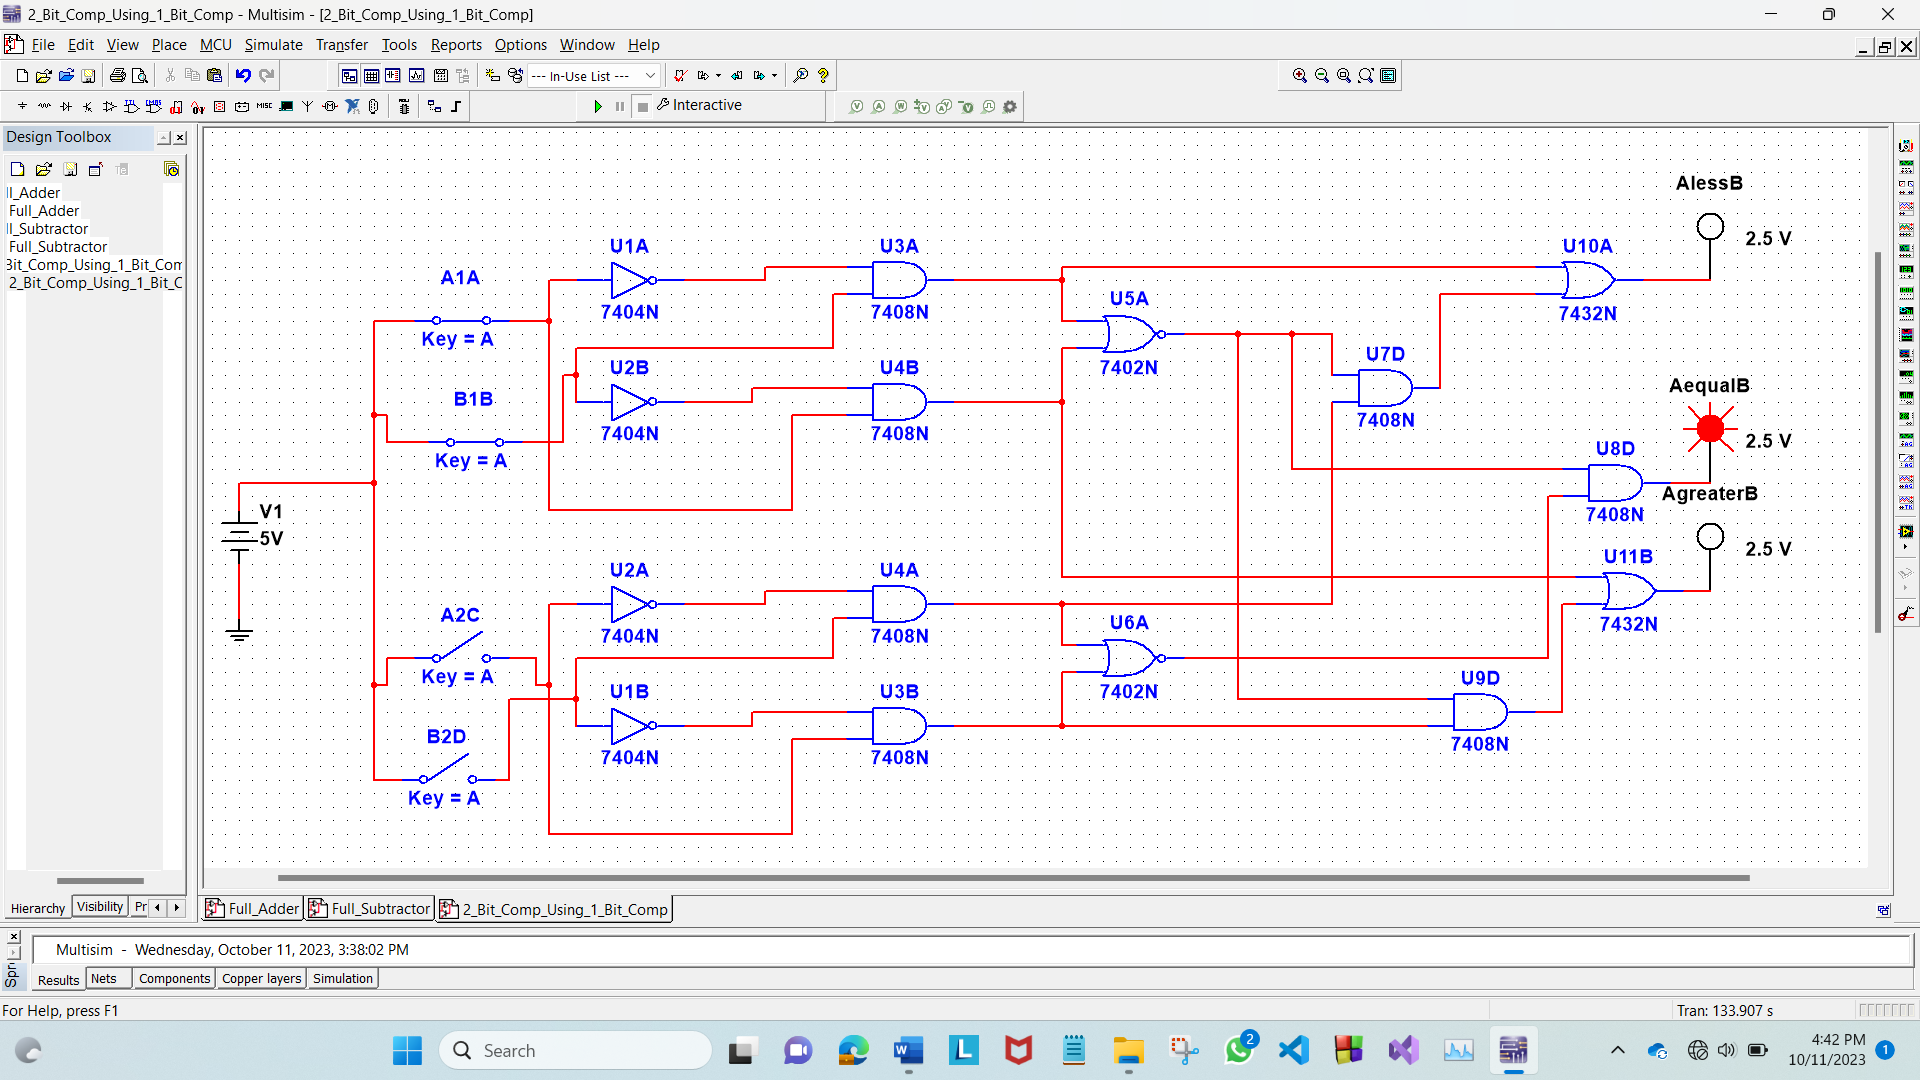 2_Bit_Comp_Using_1_Bit_Comp - Multisim - [2_Bit_Comp_Using_1_Bit_Comp]
File Edit View Place MCU Simulate Transfer Tools Reports Options Window Help
--- In-Use List ---
MISC
Interactive
Design Toolbox
ll_Adder
Full_Adder
ll_Subtractor
Full_Subtractor
3it_Comp_Using_1_Bit_Com
2_Bit_Comp_Using_1_Bit_C
AlessB
2.5 V
U1A
7404N
U3A
7408N
U10A
7432N
A1A
Key = A
U5A
7402N
U2B
7404N
U4B
7408N
U7D
7408N
B1B
Key = A
AequalB
2.5 V
U8D
7408N
V1
5V
AgreaterB
2.5 V
U11B
7432N
U2A
7404N
U4A
7408N
A2C
Key = A
U6A
7402N
U1B
7404N
U3B
7408N
U9D
7408N
B2D
Key = A
Hierarchy Visibility Pr
Full_Adder Full_Subtractor 2_Bit_Comp_Using_1_Bit_Comp
Multisim - Wednesday, October 11, 2023, 3:38:02 PM
Spr
Results Nets Components Copper layers Simulation
For Help, press F1
Tran: 133.907 s
Search
2
4:42 PM
10/11/2023
1